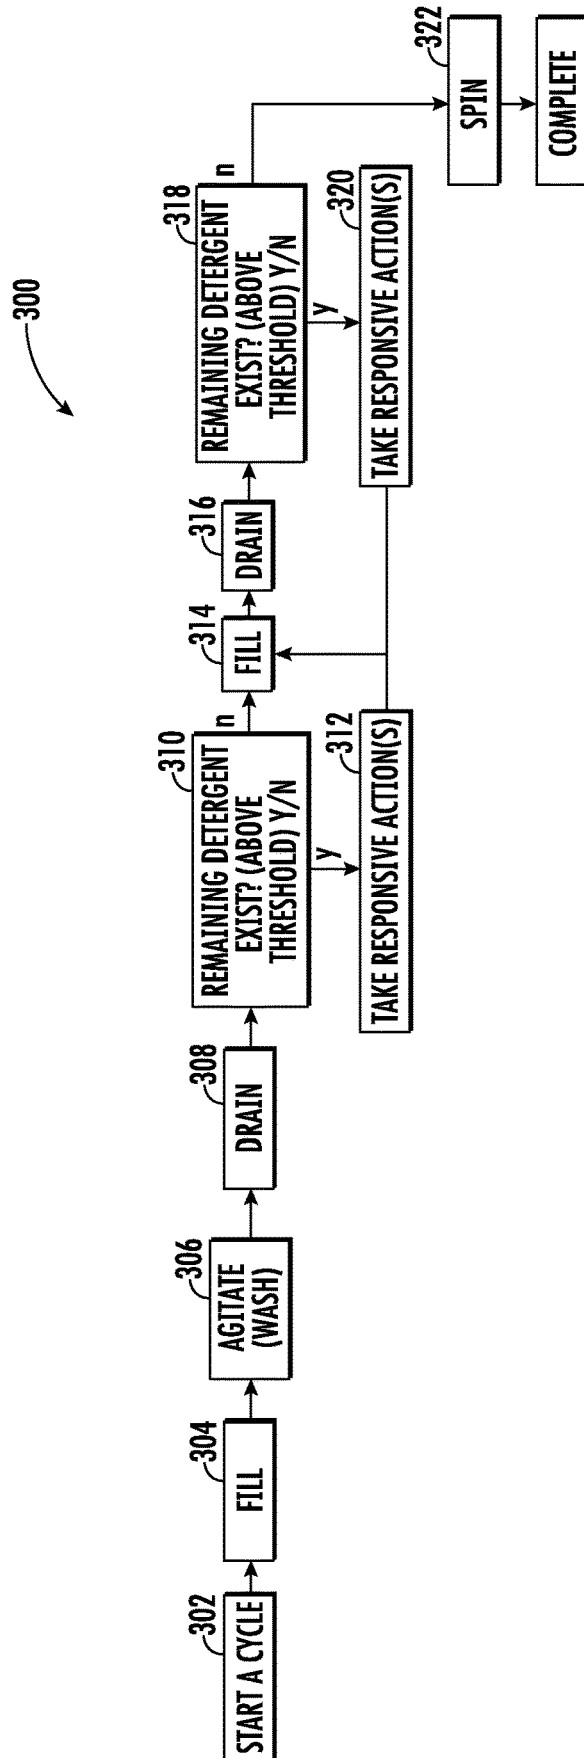 300
302
START A CYCLE
304
FILL
306
AGITATE
(WASH)
308
DRAIN
310
REMAINING DETERGENT
EXIST? (ABOVE
THRESHOLD) Y/N
n
y
312
TAKE RESPONSIVE ACTION(S)
314
FILL
316
DRAIN
318
REMAINING DETERGENT
EXIST? (ABOVE
THRESHOLD) Y/N
n
y
320
TAKE RESPONSIVE ACTION(S)
322
SPIN
COMPLETE